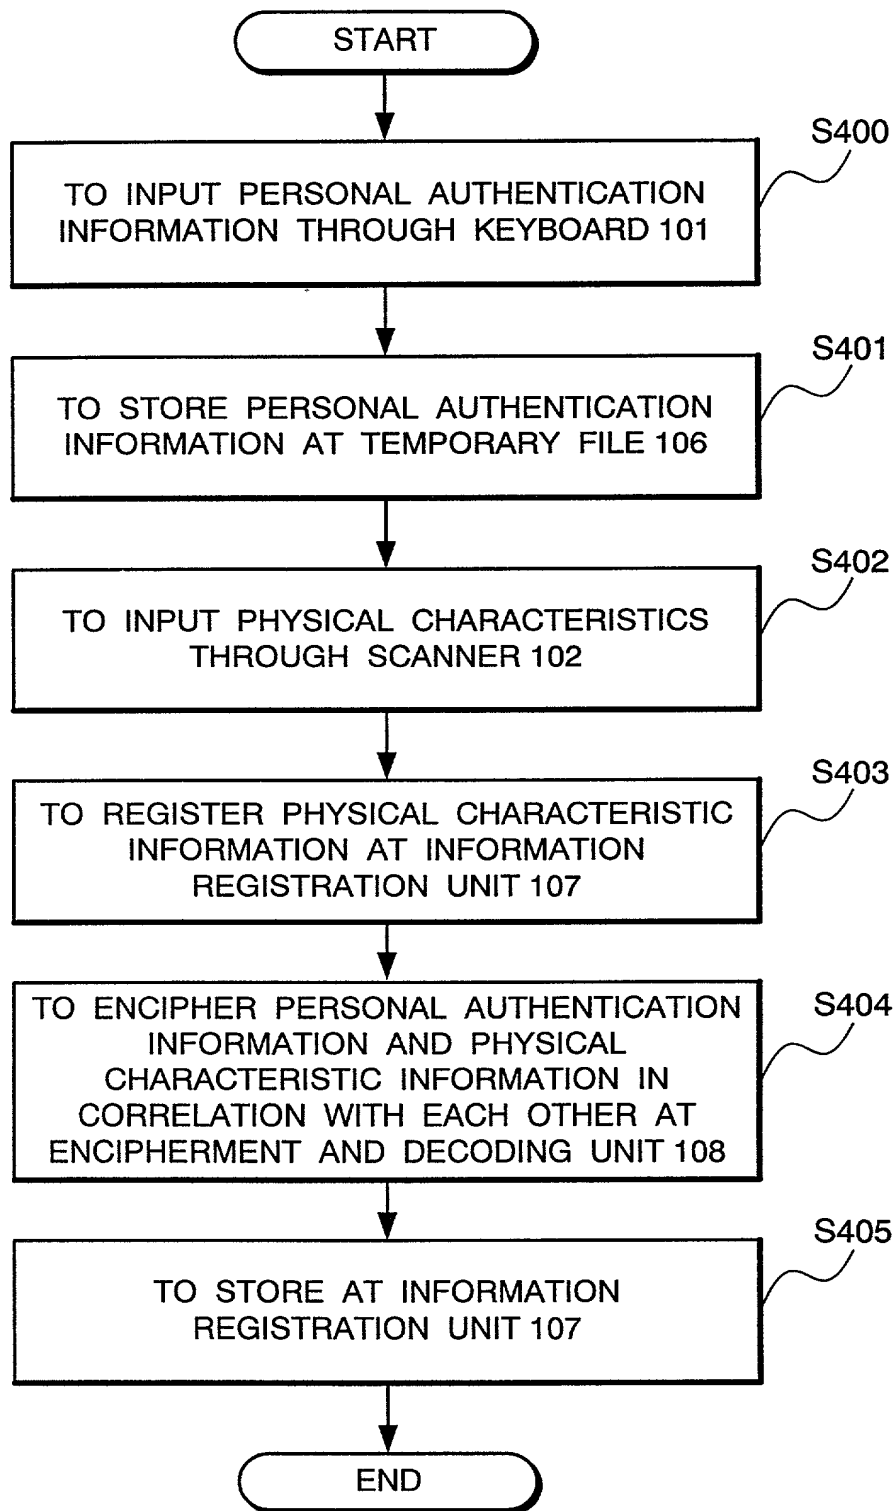 START
S400
TO INPUT PERSONAL AUTHENTICATION
INFORMATION THROUGH KEYBOARD 101
S401
TO STORE PERSONAL AUTHENTICATION
INFORMATION AT TEMPORARY FILE 106
S402
TO INPUT PHYSICAL CHARACTERISTICS
THROUGH SCANNER 102
S403
TO REGISTER PHYSICAL CHARACTERISTIC
INFORMATION AT INFORMATION
REGISTRATION UNIT 107
S404
TO ENCIPHER PERSONAL AUTHENTICATION
INFORMATION AND PHYSICAL
CHARACTERISTIC INFORMATION IN
CORRELATION WITH EACH OTHER AT
ENCIPHERMENT AND DECODING UNIT 108
S405
TO STORE AT INFORMATION
REGISTRATION UNIT 107
END